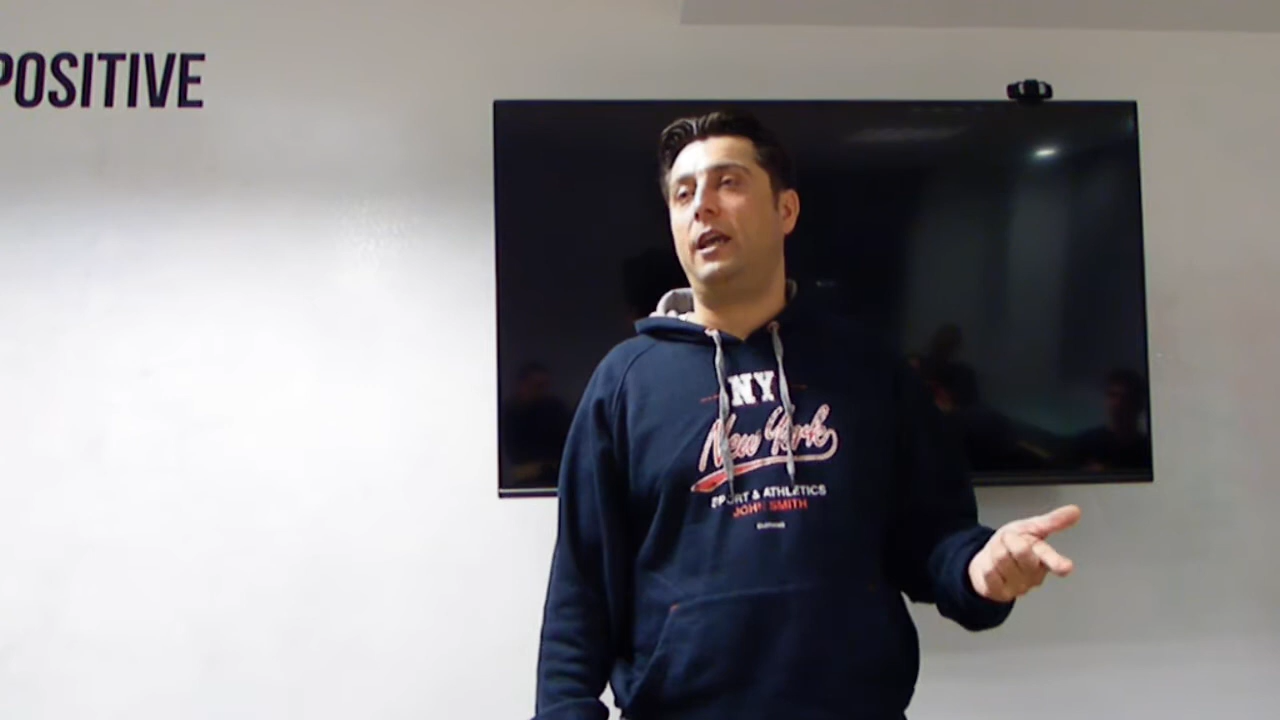 POSITIVE
NY
New York
SPORT & ATHLETICS
JOHN SMITH